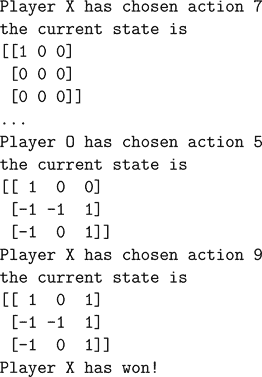 Player X has chosen action 7
the current state is
[[1 0 0]
 [0 0 0]
 [0 0 0]]
...
Player O has chosen action 5
the current state is
[[ 1  0  0]
 [-1 -1  1]
 [-1  0  1]]
Player X has chosen action 9
the current state is
[[ 1  0  1]
 [-1 -1  1]
 [-1  0  1]]
Player X has won!